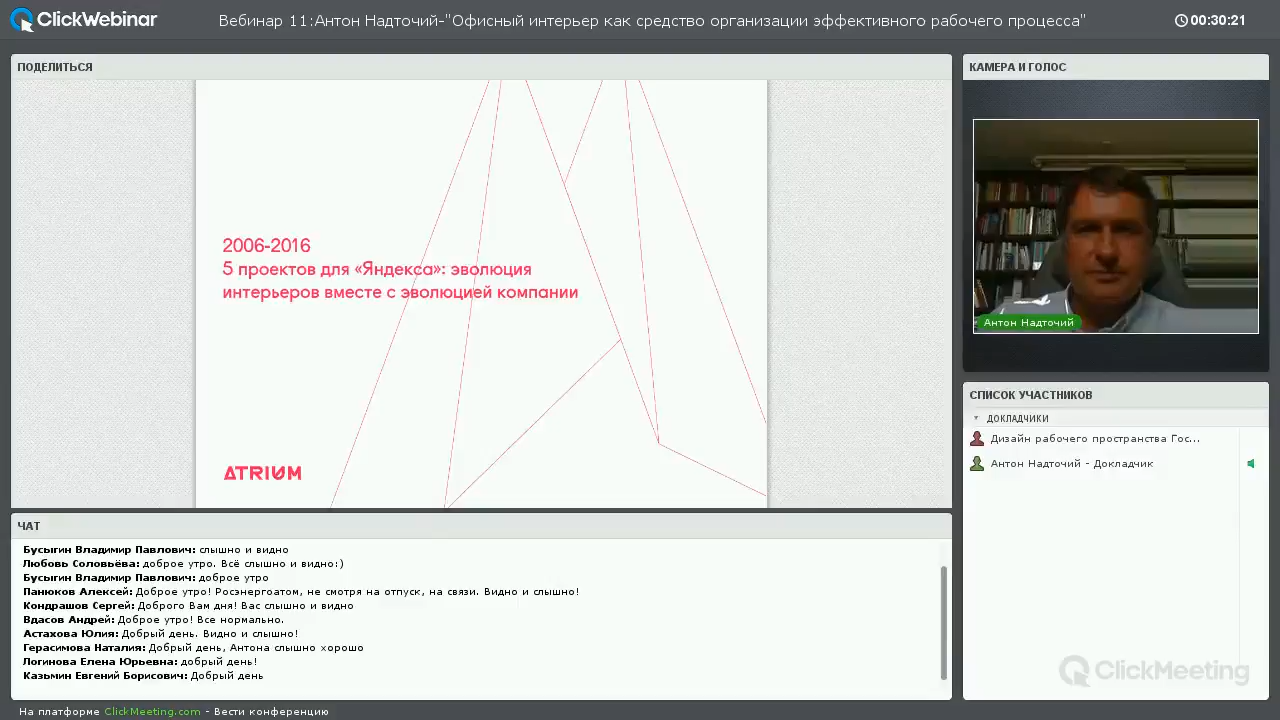 ClickWebinar
Вебинар 11:Антон Надточий-"Офисный интерьер как средство организации эффективного рабочего процесса"
00:30:21
ПОДЕЛИТЬСЯ
2006-2016
5 проектов для «Яндекса»: эволюция
интерьеров вместе с эволюцией компании
ATRIUM
КАМЕРА И ГОЛОС
Антон Надточий
СПИСОК УЧАСТНИКОВ
ДОКЛАДЧИКИ
Дизайн рабочего пространства Гос...
Антон Надточий - Докладчик
ЧАТ
Бусыгин Владимир Павлович: слышно и видно
Любовь Соловьёва: доброе утро. Всё слышно и видно:)
Бусыгин Владимир Павлович: доброе утро
Панюков Алексей: Доброе утро! Росэнергоатом, не смотря на отпуск, на связи. Видно и слышно!
Кондрашов Сергей: Доброго Вам дня! Вас слышно и видно
Вдасов Андрей: Доброе утро! Все нормально.
Астахова Юлия: Добрый день. Видно и слышно!
Герасимова Наталия: Добрый день, Антона слышно хорошо
Логинова Елена Юрьевна: добрый день!
Казьмин Евгений Борисович: Добрый день
ClickMeeting
На платформе ClickMeeting.com - Вести конференцию